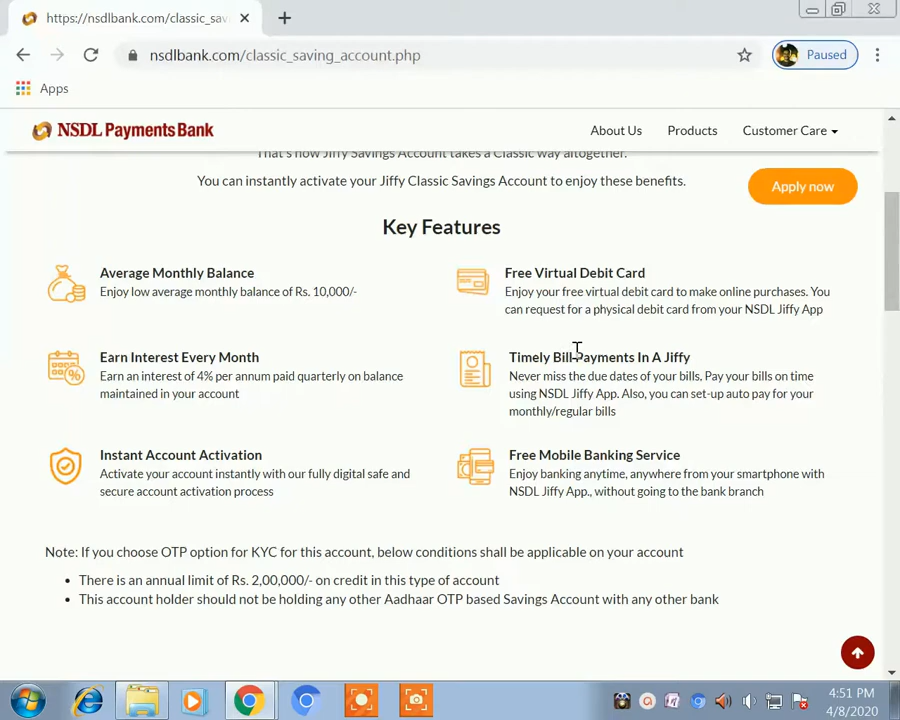 https://nsdlbank.com/classic_sav
nsdlbank.com/classic_saving_account.php
Paused
Apps
NSDL Payments Bank
About Us
Products
Customer Care
That's how Jiffy Savings Account takes a Classic way altogether.
You can instantly activate your Jiffy Classic Savings Account to enjoy these benefits.
Apply now
Key Features
Average Monthly Balance
Enjoy low average monthly balance of Rs. 10,000/-
Free Virtual Debit Card
Enjoy your free virtual debit card to make online purchases. You
can request for a physical debit card from your NSDL Jiffy App
Earn Interest Every Month
Earn an interest of 4% per annum paid quarterly on balance
maintained in your account
Timely Bill Payments In A Jiffy
Never miss the due dates of your bills, Pay your bills on time
using NSDL Jiffy App. Also, you can set-up auto pay for your
monthly/regular bills
Instant Account Activation
Activate your account instantly with our fully digital safe and
secure account activation process
Free Mobile Banking Service
Enjoy banking anytime, anywhere from your smartphone with
NSDL Jiffy App., without going to the bank branch
Note: If you choose OTP option for KYC for this account, below conditions shall be applicable on your account
• There is an annual limit of Rs. 2,00,000/- on credit in this type of account
• This account holder should not be holding any other Aadhaar OTP based Savings Account with any other bank
4:51 PM
4/8/2020